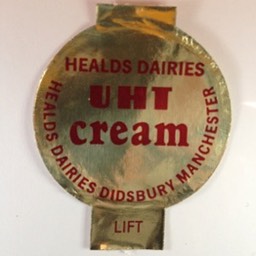 HEALDS DAIRIES
UHT
cream
HEALDS DAIRIES DIDSBURY MANCHESTER
LIFT